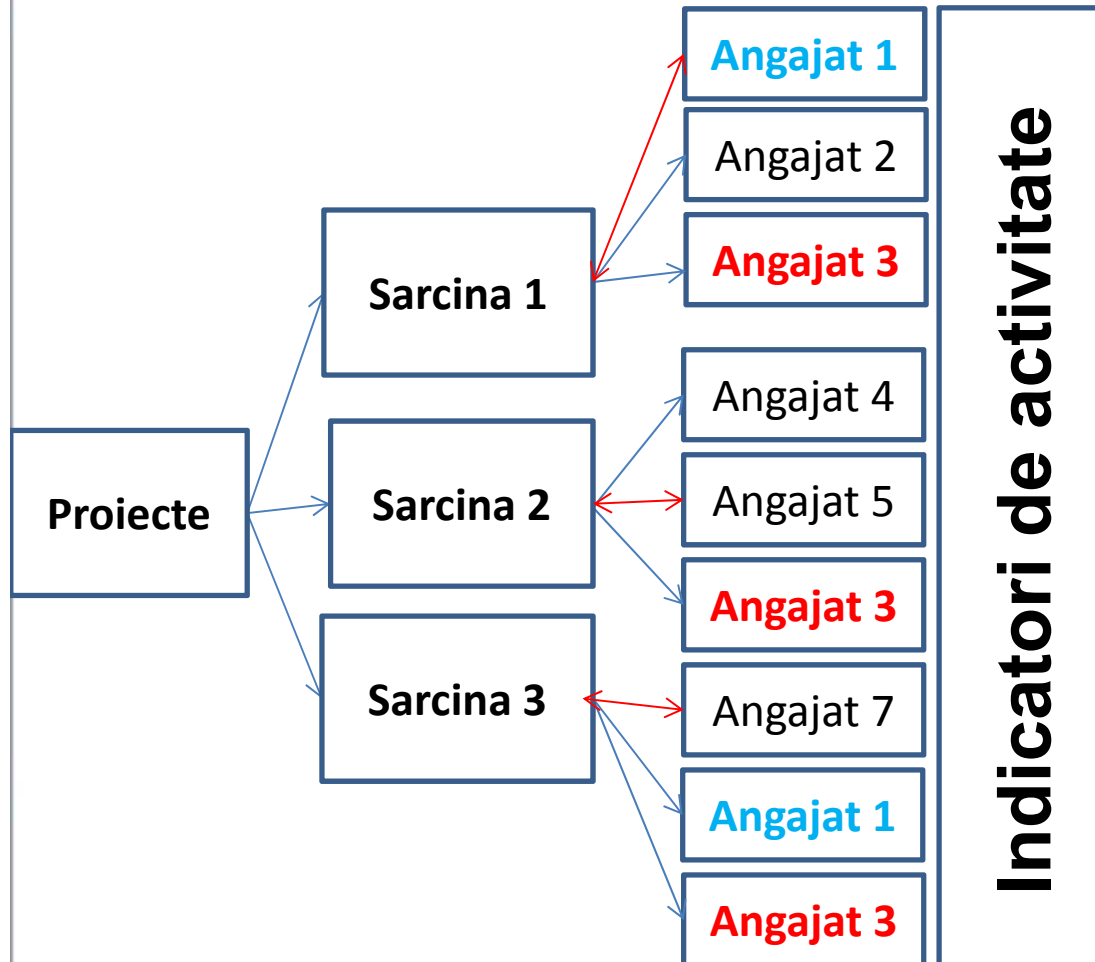 Proiecte
Sarcina 1
Sarcina 2
Sarcina 3
Angajat 1
Angajat 2
Angajat 3
Angajat 4
Angajat 5
Angajat 3
Angajat 7
Angajat 1
Angajat 3
Indicatori de activitate